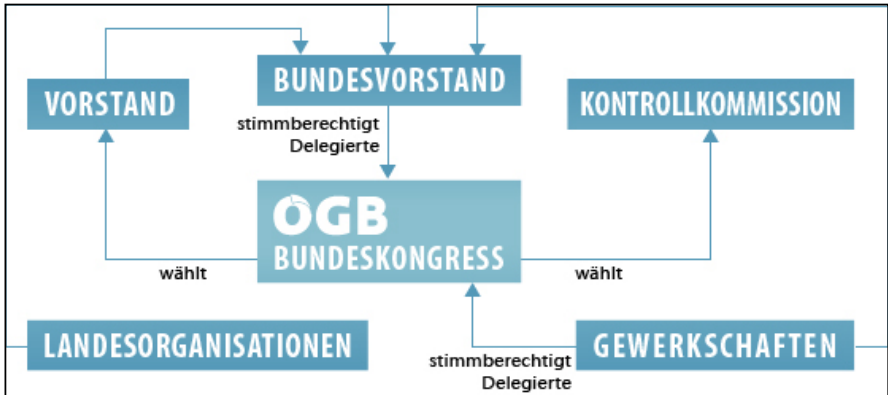 BUNDESVORSTAND
VORSTAND
KONTROLLKOMMISSION
stimmberechtigt
Delegierte
ÖGB
BUNDESKONGRESS
wählt
wählt
LANDESORGANISATIONEN
GEWERKSCHAFTEN
stimmberechtigt
Delegierte